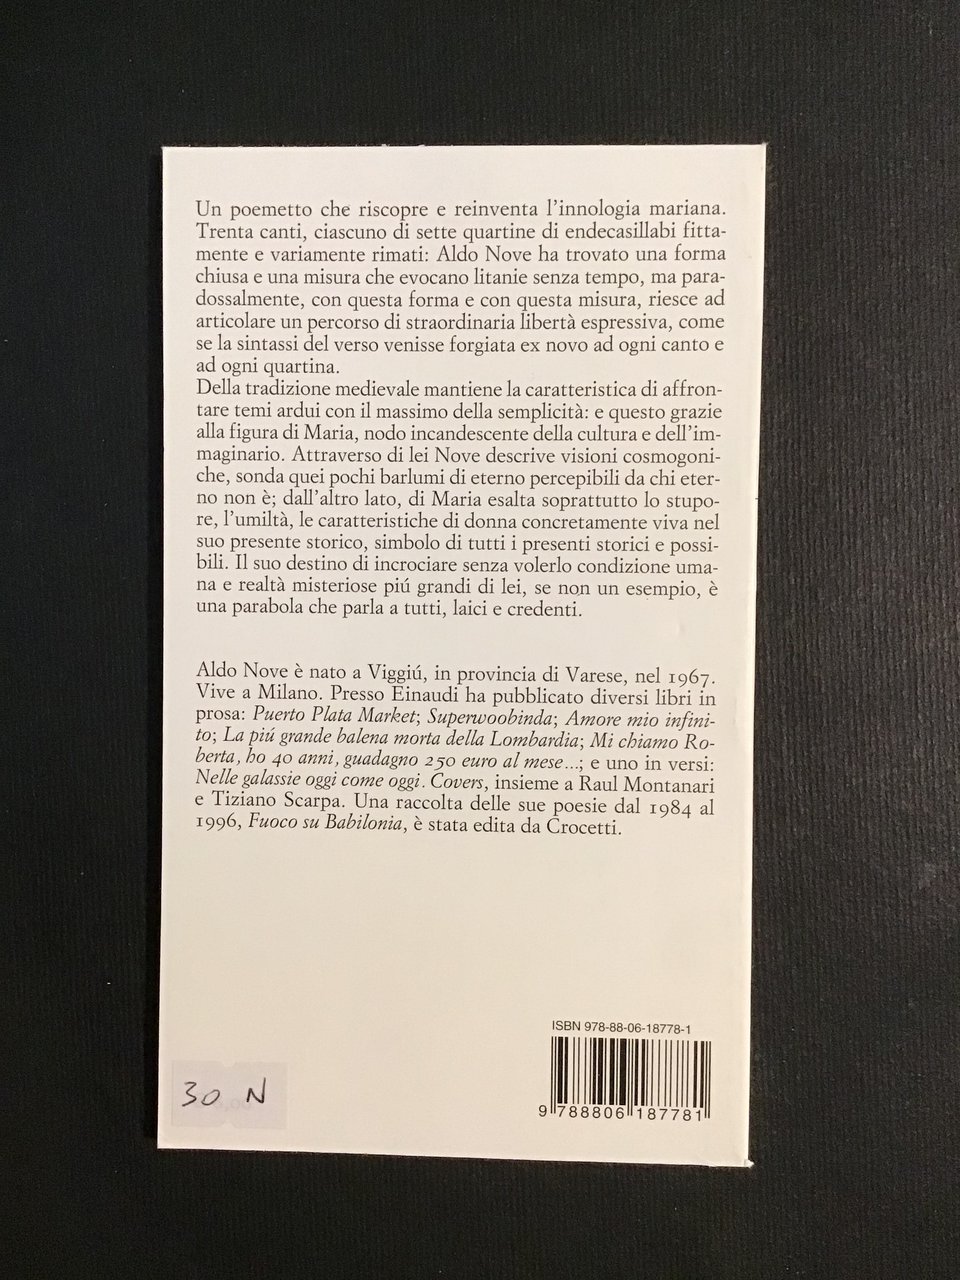 Un poemetto che riscopre e reinventa l'innologia mariana.
Trenta canti, ciascuno di sette quartine di endecasillabi fitta-
mente e variamente rimati: Aldo Nove ha trovato una forma
chiusa e una misura che evocano litanie senza tempo, ma para-
dossalmente, con questa forma e con questa misura, riesce ad
articolare un percorso di straordinaria libertà espressiva, come
se la sintassi del verso venisse forgiata ex novo ad ogni canto e
ad ogni quartina.
Della tradizione medievale mantiene la caratteristica di affron-
tare temi ardui con il massimo della semplicità: e questo grazie
alla figura di Maria, nodo incandescente della cultura e dell'im-
maginario. Attraverso di lei Nove descrive visioni cosmogoni-
che, sonda quei pochi barlumi di eterno percepibili da chi eter-
no non è; dall'altro lato, di Maria esalta soprattutto lo stupo-
re, l'umiltà, le caratteristiche di donna concretamente viva nel
suo presente storico, simbolo di tutti i presenti storici e possi-
bili. Il suo destino di incrociare senza volerlo condizione uma-
na e realtà misteriose piú grandi di lei, se non un esempio, è
una parabola che parla a tutti, laici e credenti.
Aldo Nove è nato a Viggiú, in provincia di Varese, nel 1967.
Vive a Milano. Presso Einaudi ha pubblicato diversi libri in
prosa: Puerto Plata Market; Superwoobinda; Amore mio infini-
to; La piú grande balena morta della Lombardia; Mi chiamo Ro-
berta, ho 40 anni, guadagno 250 euro al mese...; e uno in versi:
Nelle galassie oggi come oggi. Covers, insieme a Raul Montanari
e Tiziano Scarpa. Una raccolta delle sue poesie dal 1984 al
1996, Fuoco su Babilonia, è stata edita da Crocetti.
ISBN 978-88-06-18778-1
9 788806 187781
30 N